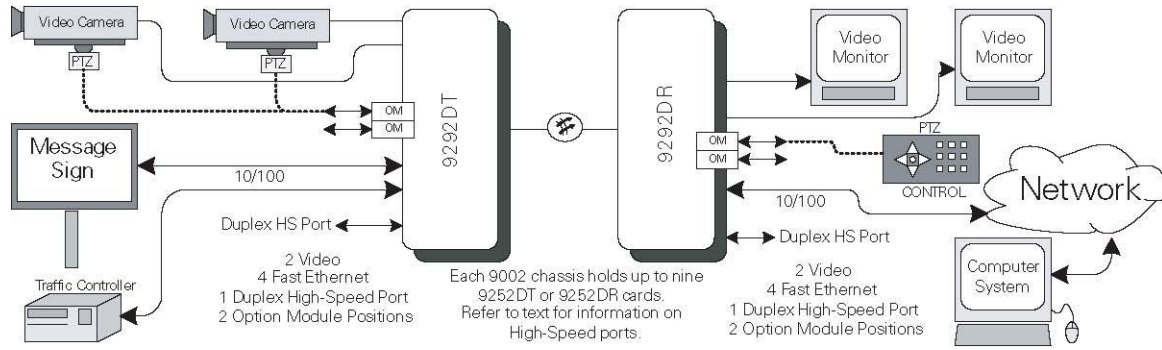 Video Camera
PTZ
Video Camera
PTZ
OM
OM
9292DT
Message
Sign
10/100
Duplex HS Port
Traffic Controller
2 Video
4 Fast Ethernet
1 Duplex High-Speed Port
2 Option Module Positions
Each 9002 chassis holds up to nine
9252DT or 9252DR cards.
Refer to text for information on
High-Speed ports.
9292DR
OM
OM
Video
Monitor
Video
Monitor
PTZ
CONTROL
10/100
Network
Duplex HS Port
2 Video
4 Fast Ethernet
1 Duplex High-Speed Port
2 Option Module Positions
Computer
System